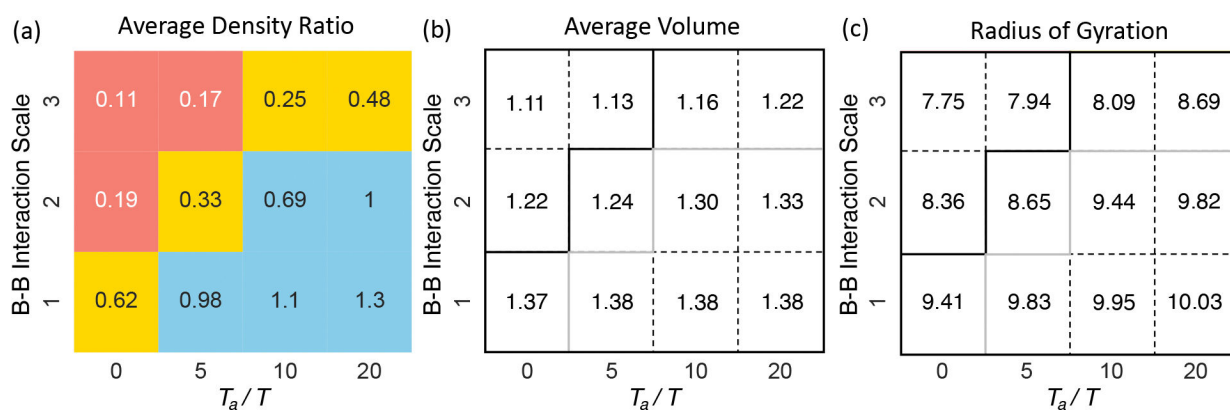 (a) Average Density Ratio
B-B Interaction Scale
3
0.11 0.17 0.25 0.48
2
0.19 0.33 0.69 1
1
0.62 0.98 1.1 1.3
0 5 10 20
Ta / T
(b) Average Volume
B-B Interaction Scale
3
1.11 1.13 1.16 1.22
2
1.22 1.24 1.30 1.33
1
1.37 1.38 1.38 1.38
0 5 10 20
Ta / T
(c) Radius of Gyration
B-B Interaction Scale
3
7.75 7.94 8.09 8.69
2
8.36 8.65 9.44 9.82
1
9.41 9.83 9.95 10.03
0 5 10 20
Ta / T